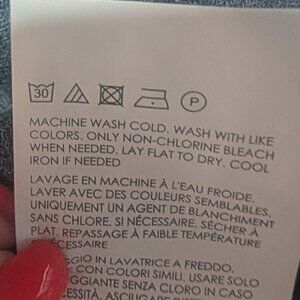 30 P
MACHINE WASH COLD. WASH WITH LIKE
COLORS. ONLY NON-CHLORINE BLEACH
WHEN NEEDED. LAY FLAT TO DRY. COOL
IRON IF NEEDED
LAVAGE EN MACHINE À L'EAU FROIDE.
LAVER AVEC DES COULEURS SEMBLABLES.
UNIQUEMENT UN AGENT DE BLANCHIMENT
SANS CHLORE, SI NÉCESSAIRE. SÉCHER À
PLAT. REPASSAGE À FAIBLE TEMPÉRATURE
NÉCESSAIRE
IN LAVATRICE A FREDDO.
CON COLORI SIMILI. USARE SOLO
SENZA CLORO IN CASO